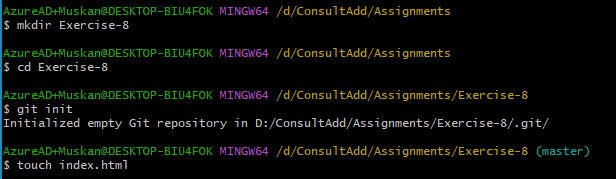 AzureAD+Muskan@DESKTOP-BIU4FOK MINGW64 /d/ConsultAdd/Assignments
$ mkdir Exercise-8
AzureAD+Muskan@DESKTOP-BIU4FOK MINGW64 /d/ConsultAdd/Assignments
$ cd Exercise-8
AzureAD+Muskan@DESKTOP-BIU4FOK MINGW64 /d/ConsultAdd/Assignments/Exercise-8
$ git init
Initialized empty Git repository in D:/ConsultAdd/Assignments/Exercise-8/.git/
AzureAD+Muskan@DESKTOP-BIU4FOK MINGW64 /d/ConsultAdd/Assignments/Exercise-8 (master)
$ touch index.html